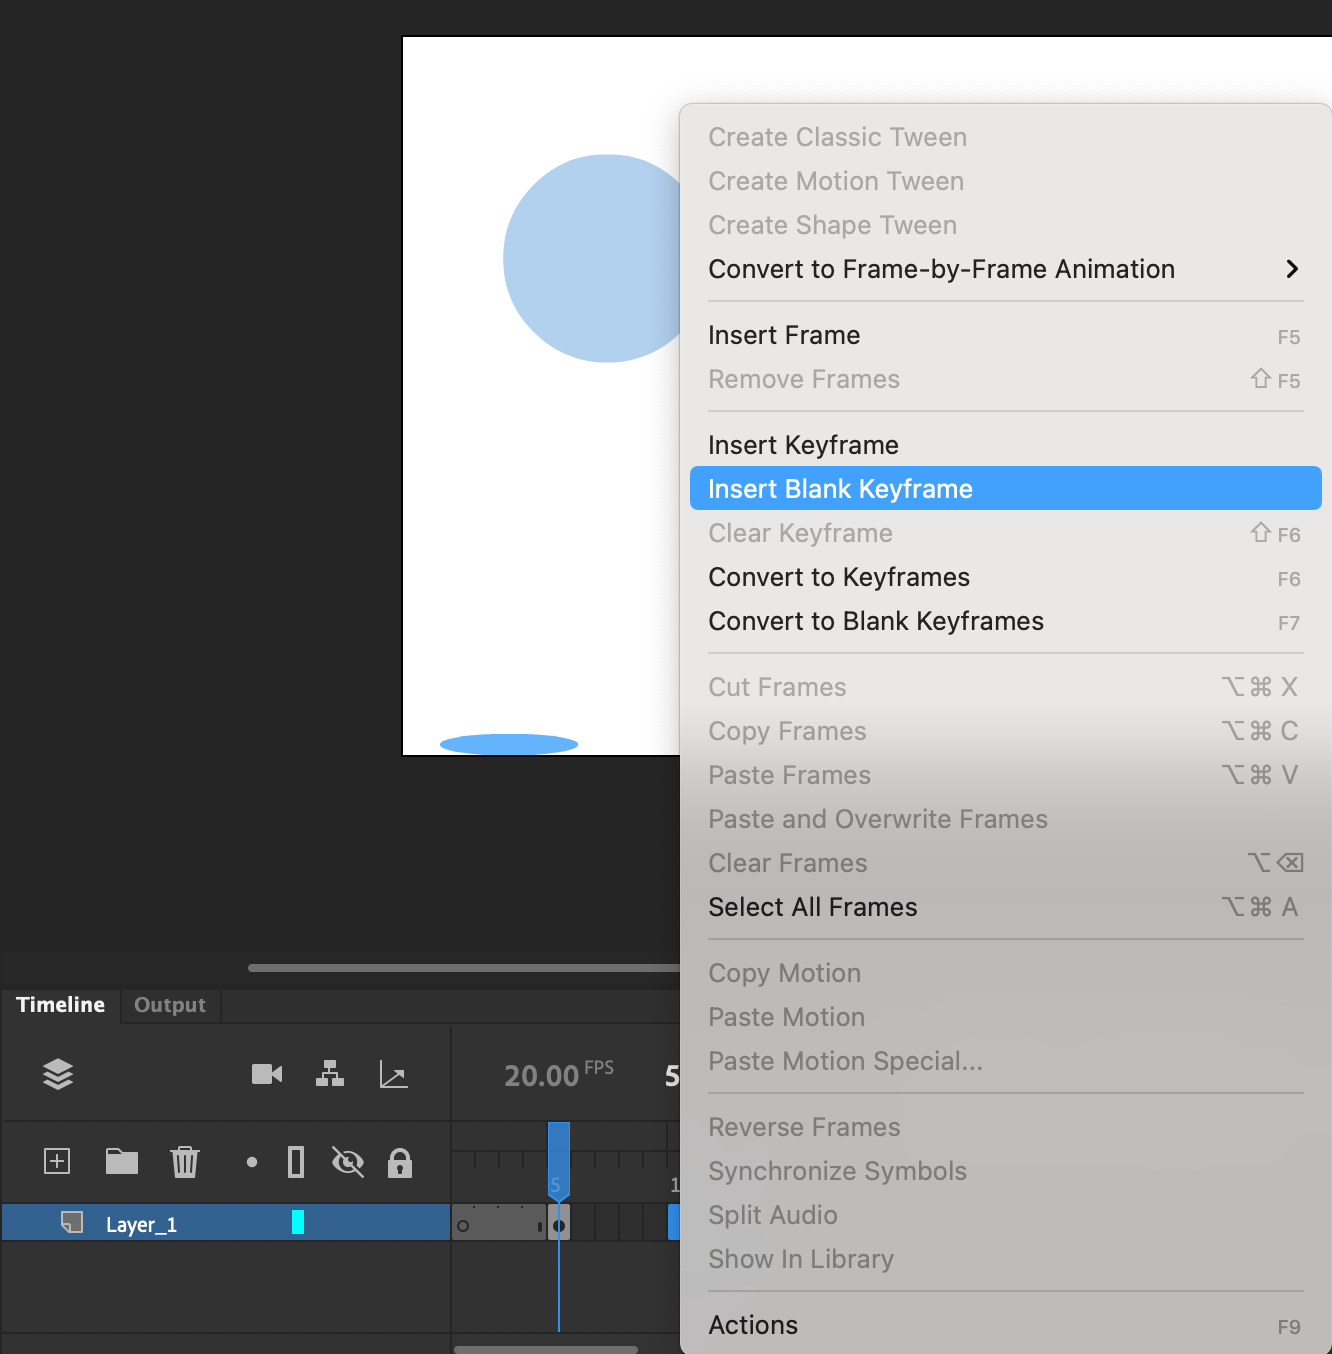 Create Classic Tween
Create Motion Tween
Create Shape Tween
Convert to Frame-by-Frame Animation
Insert Frame F5
Remove Frames ⇧ F5
Insert Keyframe
Insert Blank Keyframe
Clear Keyframe ⇧ F6
Convert to Keyframes F6
Convert to Blank Keyframes F7
Cut Frames ⌥⌘ X
Copy Frames ⌥⌘ C
Paste Frames ⌥⌘ V
Paste and Overwrite Frames
Clear Frames ⌥⌫
Select All Frames ⌥⌘ A
Copy Motion
Paste Motion
Paste Motion Special...
Reverse Frames
Synchronize Symbols
Split Audio
Show In Library
Actions F9
Timeline Output
20.00 FPS 5
5
Layer_1